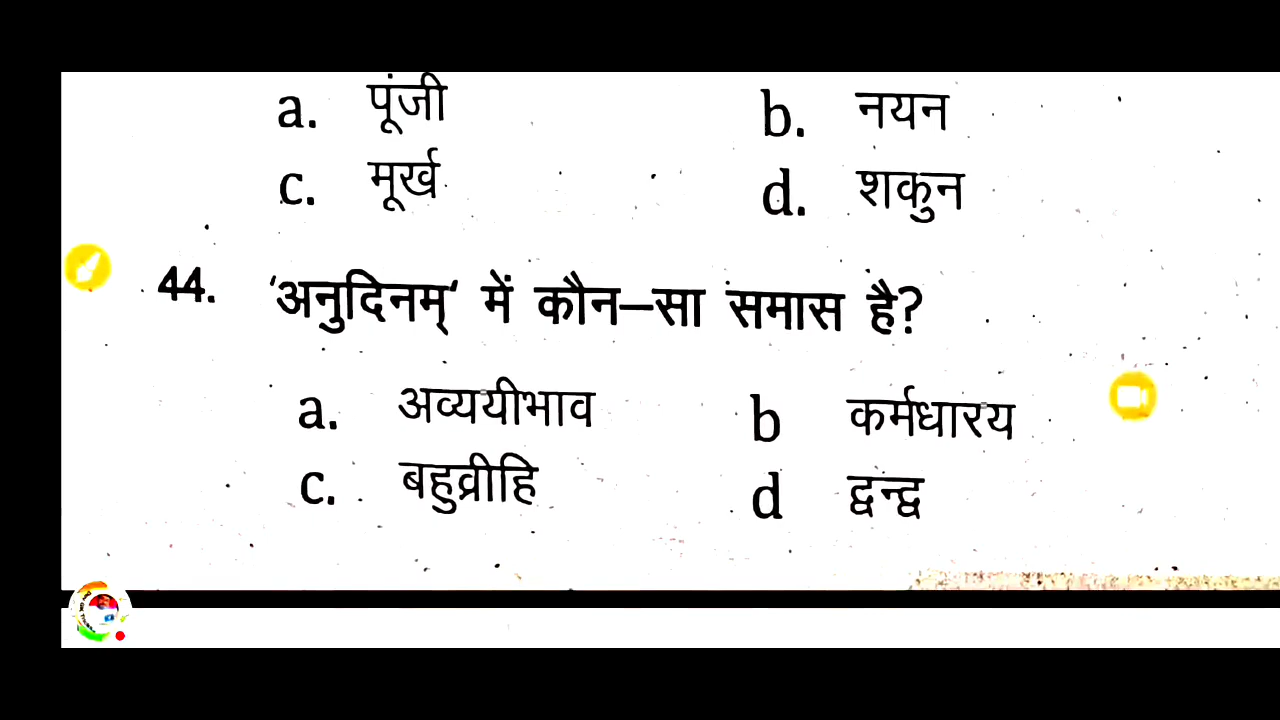 a. पूंजी b. नयन
c. मूर्ख d. शकुन
44. 'अनुदिनम्' में कौन–सा समास है?
a. अव्ययीभाव b कर्मधारय
c. बहुव्रीहि d द्वन्द्व